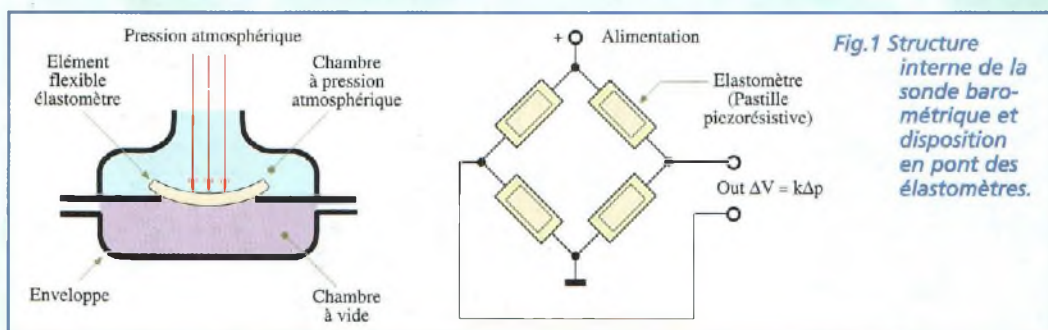 Pression atmosphérique
Elément
flexible
élastomètre
Chambre
à pression
atmosphérique
Enveloppe
Chambre
à vide
+
Alimentation
Elastomètre
(Pastille
piezorésistive)
Out ΔV = kΔp
Fig.1 Structure
interne de la
sonde baro-
métrique et
disposition
en pont des
élastomètres.